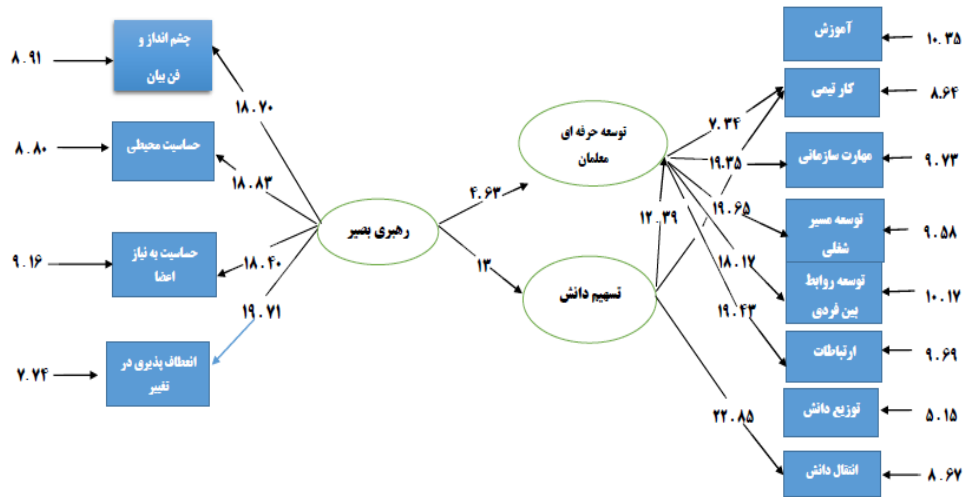 چشم انداز و
فن بیان
۸.۹۱
حساسیت محیطی
۸.۸۰
حساسیت به نیاز
اعضا
۹.۱۶
انعطاف پذیری در
تغییر
۷.۷۴
۱۸.۷۰
۱۸.۸۳
۱۸.۴۰
۱۹.۷۱
رهبری بصیر
۴.۶۳
۱۳
توسعه حرفه ای
معلمان
تسهیم دانش
۱۲.۳۹
۷.۳۴
۱۹.۳۵
۱۹.۶۵
۱۸.۱۷
۱۹.۴۳
۲۲.۸۵
آموزش
۱۰.۳۵
کار تیمی
۸.۶۴
مهارت سازمانی
۹.۷۳
توسعه مسیر
شغلی
۹.۵۸
توسعه روابط
بین فردی
۱۰.۱۷
ارتباطات
۹.۶۹
توزیع دانش
۵.۱۵
انتقال دانش
۸.۶۷